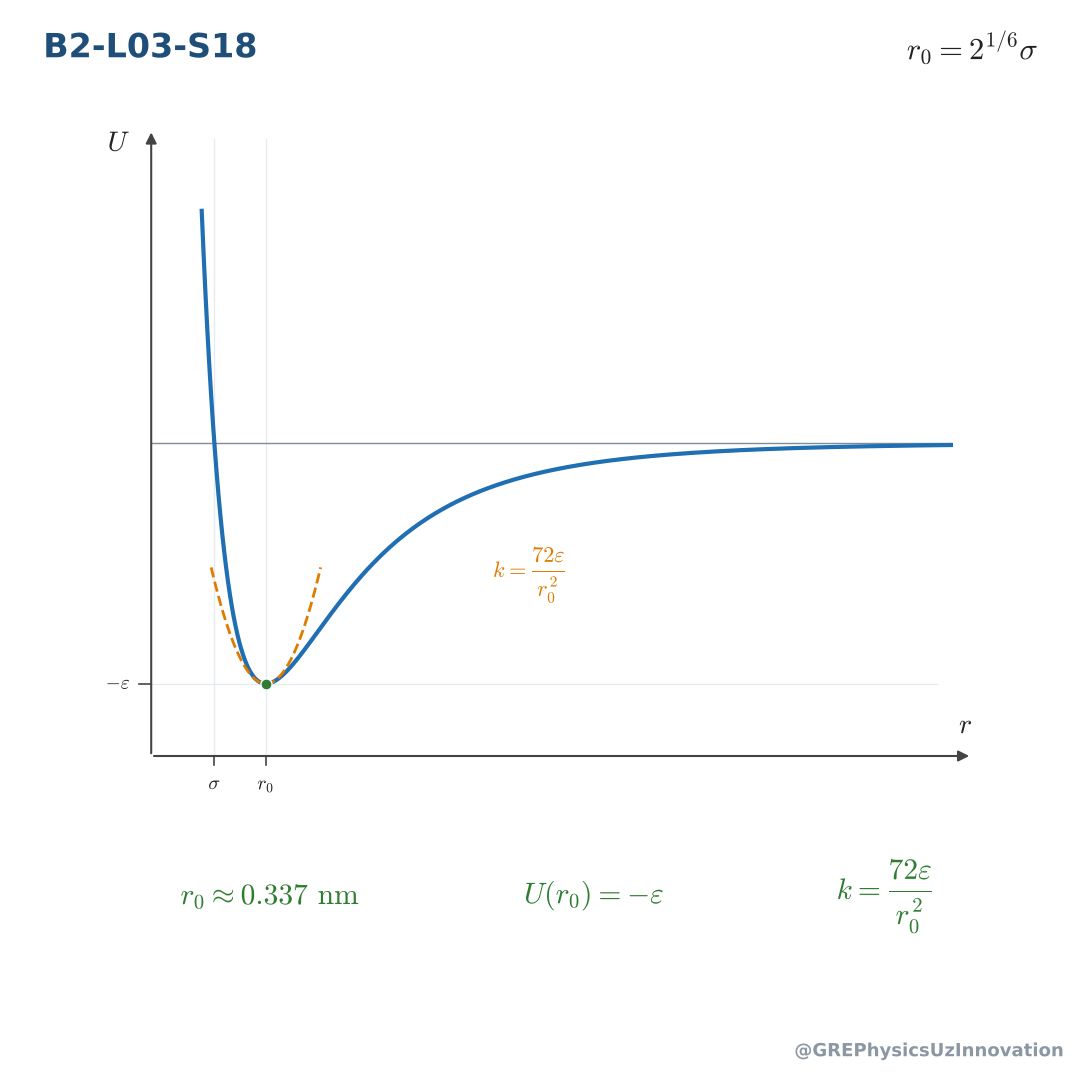 B2-L03-S18
r₀ = 2^{1/6}σ
U
k = 72ε / r₀²
−ε
r
σ r₀
r₀ ≈ 0.337 nm U(r₀) = −ε k = 72ε / r₀²
@GREPhysicsUzInnovation